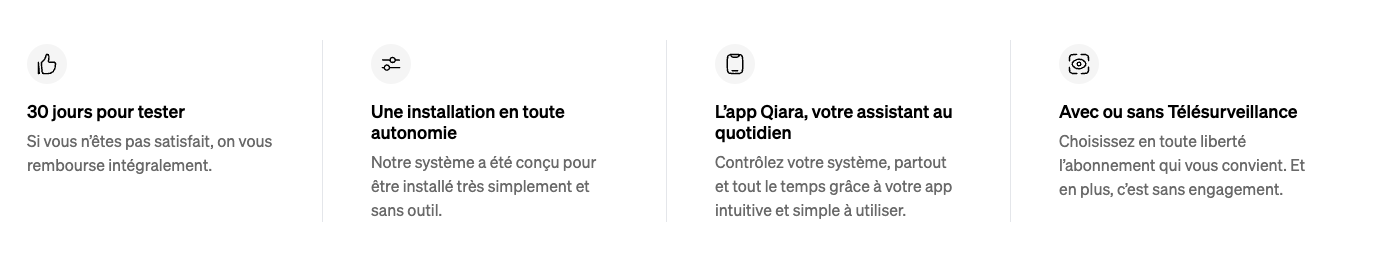 30 jours pour tester
Si vous n’êtes pas satisfait, on vous
rembourse intégralement.
Une installation en toute
autonomie
Notre système a été conçu pour
être installé très simplement et
sans outil.
L’app Qiara, votre assistant au
quotidien
Contrôlez votre système, partout
et tout le temps grâce à votre app
intuitive et simple à utiliser.
Avec ou sans Télésurveillance
Choisissez en toute liberté
l’abonnement qui vous convient. Et
en plus, c’est sans engagement.